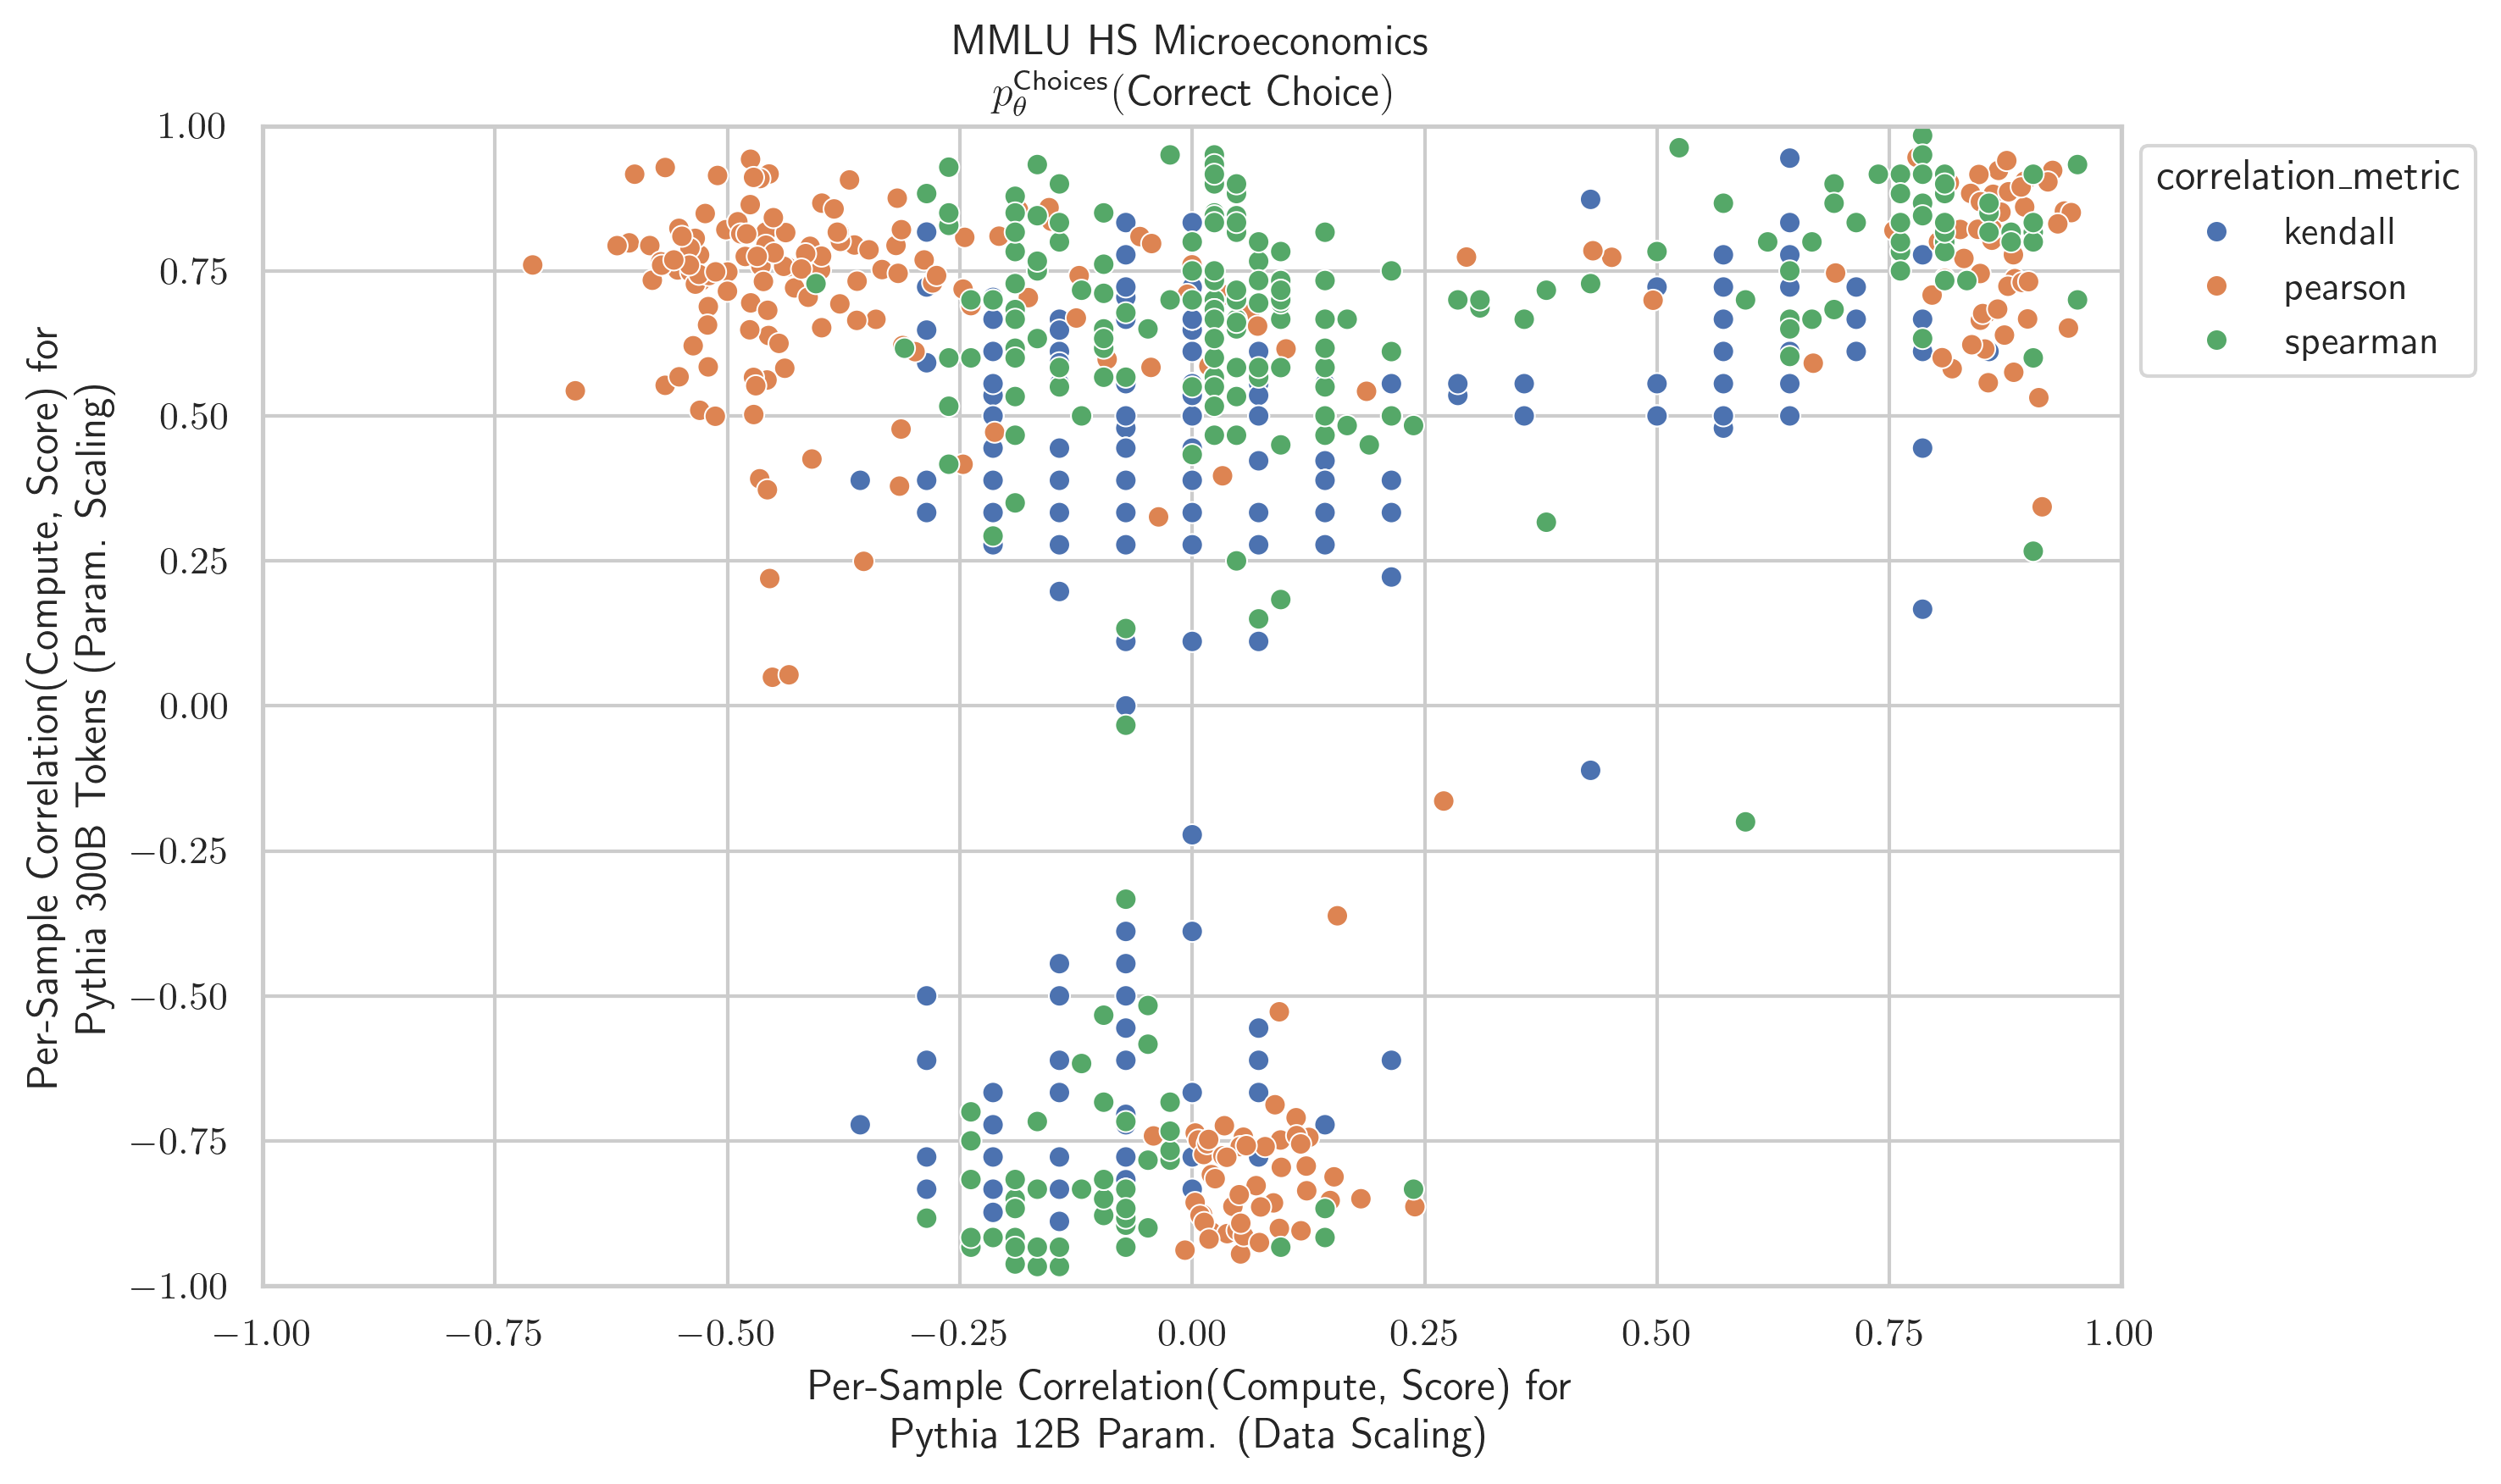 MMLU HS Microeconomics
p_θ^Choices(Correct Choice)
Per-Sample Correlation(Compute, Score) for
Pythia 300B Tokens (Param. Scaling)
1.00
0.75
0.50
0.25
0.00
−0.25
−0.50
−0.75
−1.00
−1.00 −0.75 −0.50 −0.25 0.00 0.25 0.50 0.75 1.00
Per-Sample Correlation(Compute, Score) for
Pythia 12B Param. (Data Scaling)
correlation_metric
kendall
pearson
spearman